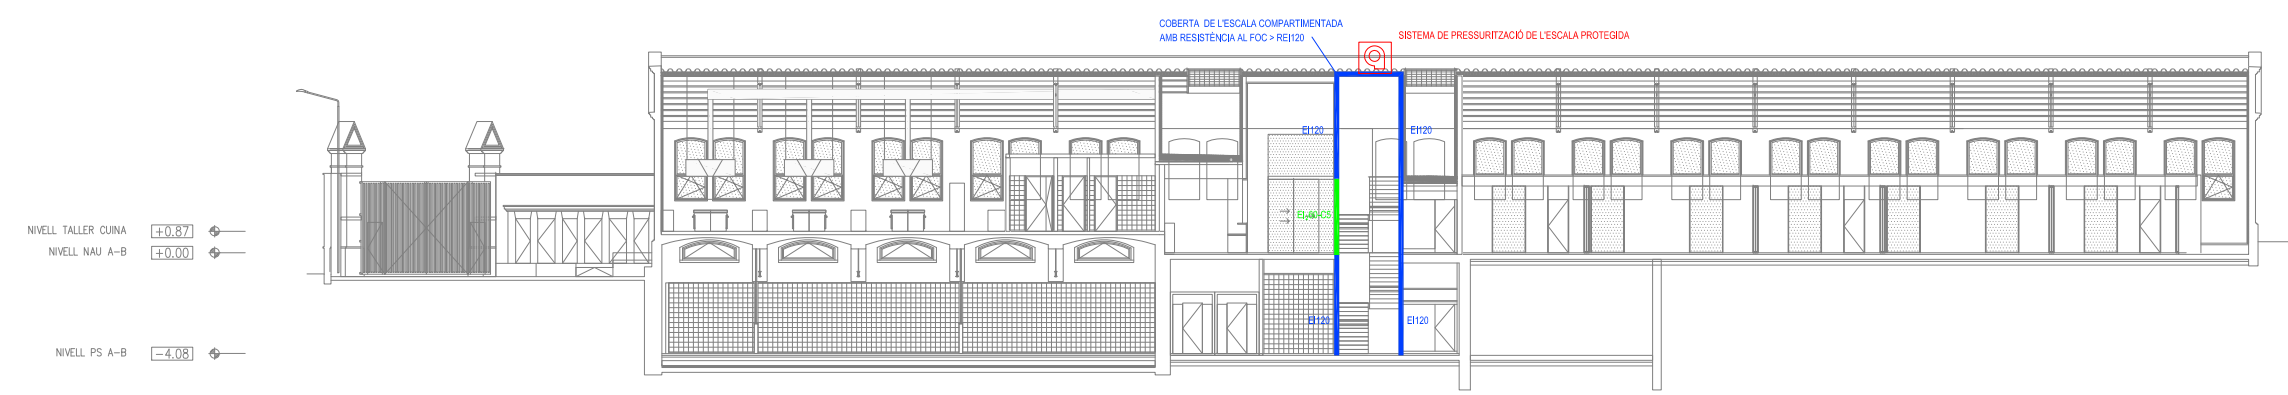 COBERTA DE L'ESCALA COMPARTIMENTADA
AMB RESISTÈNCIA AL FOC > REI120
SISTEMA DE PRESSURITZACIÓ DE L'ESCALA PROTEGIDA
EI120
EI120
NIVELL TALLER CUINA +0.87
NIVELL NAU A-B +0.00
EI120
EI120
NIVELL PS A-B -4.08